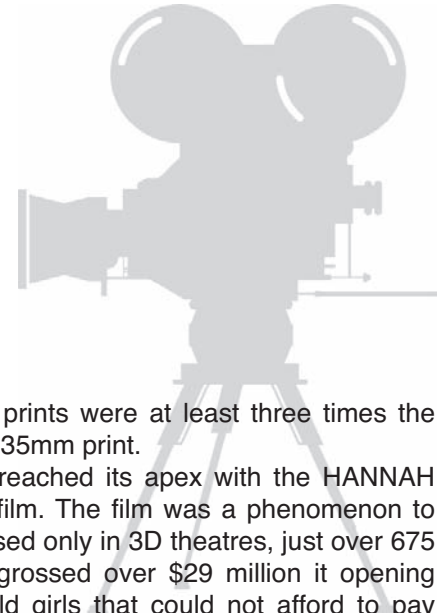 prints were at least three times the
35mm print.
reached its apex with the HANNAH
film. The film was a phenomenon to
sed only in 3D theatres, just over 675
grossed over $29 million it opening
ld girls that could not afford to pay